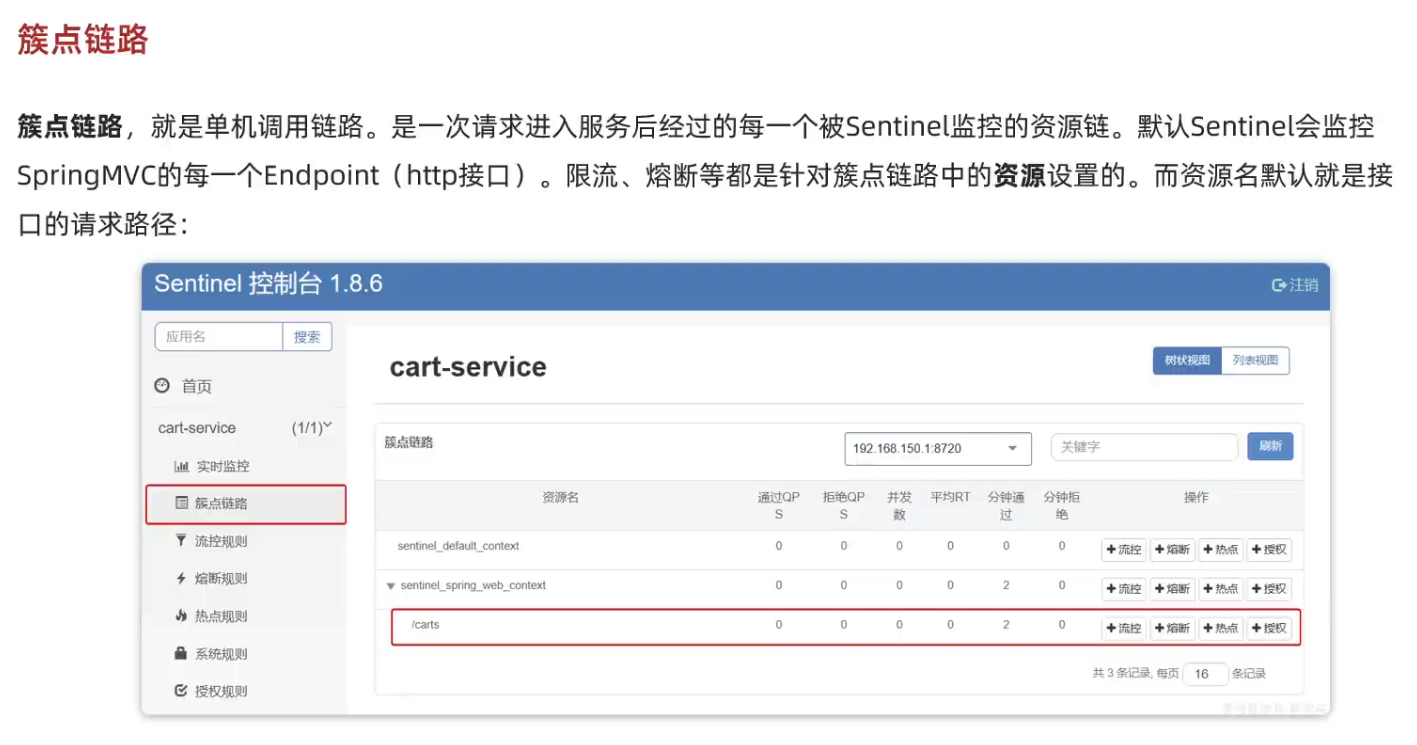 簇点链路
簇点链路，就是单机调用链路。是一次请求进入服务后经过的每一个被Sentinel监控的资源链。默认Sentinel会监控
SpringMVC的每一个Endpoint（http接口）。限流、熔断等都是针对簇点链路中的资源设置的。而资源名默认就是接
口的请求路径：
Sentinel 控制台 1.8.6 注销
应用名 搜索
cart-service 树状视图 列表视图
首页
cart-service (1/1)
簇点链路 192.168.150.1:8720 关键字 刷新
实时监控
簇点链路
流控规则
熔断规则
热点规则
系统规则
授权规则
资源名 通过QPS 拒绝QPS 并发数 平均RT 分钟通过 分钟拒绝 操作
sentinel_default_context 0 0 0 0 0 0 +流控 +熔断 +热点 +授权
sentinel_spring_web_context 0 0 0 0 2 0 +流控 +熔断 +热点 +授权
/carts 0 0 0 0 2 0 +流控 +熔断 +热点 +授权
共 3 条记录, 每页 16 条记录